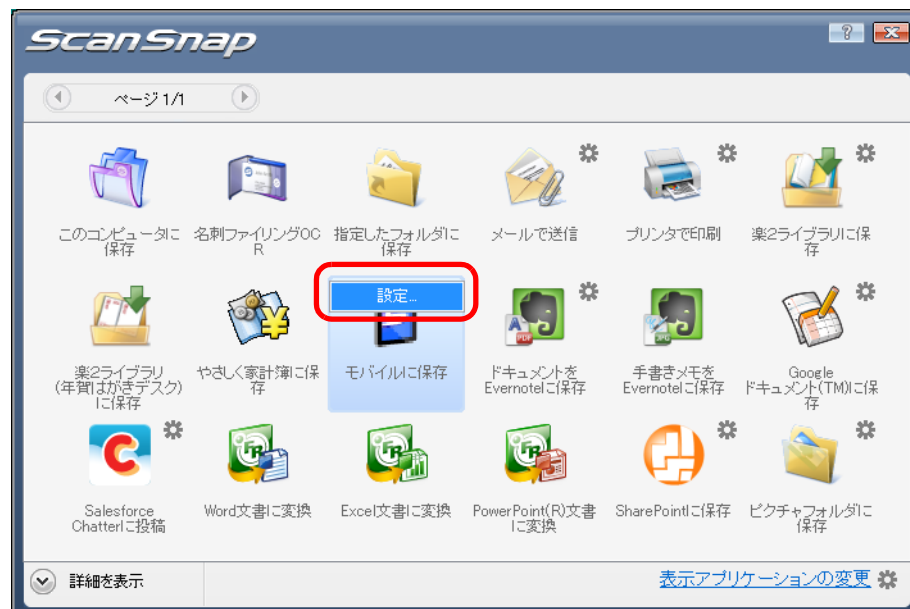 ScanSnap
ページ 1/1
このコンピュータに
保存
名刺ファイリングOC
R
指定したフォルダに
保存
メールで送信
プリンタで印刷
楽2ライブラリに保
存
設定...
楽2ライブラリ
(年賀はがきデスク)
に保存
やさしく家計簿に保
存
モバイルに保存
ドキュメントを
Evernoteに保存
手書きメモを
Evernoteに保存
Google
ドキュメント(TM)に保
存
Salesforce
Chatterに投稿
Word文書に変換
Excel文書に変換
PowerPoint(R)文書
に変換
SharePointに保存
ピクチャフォルダに
保存
詳細を表示
表示アプリケーションの変更